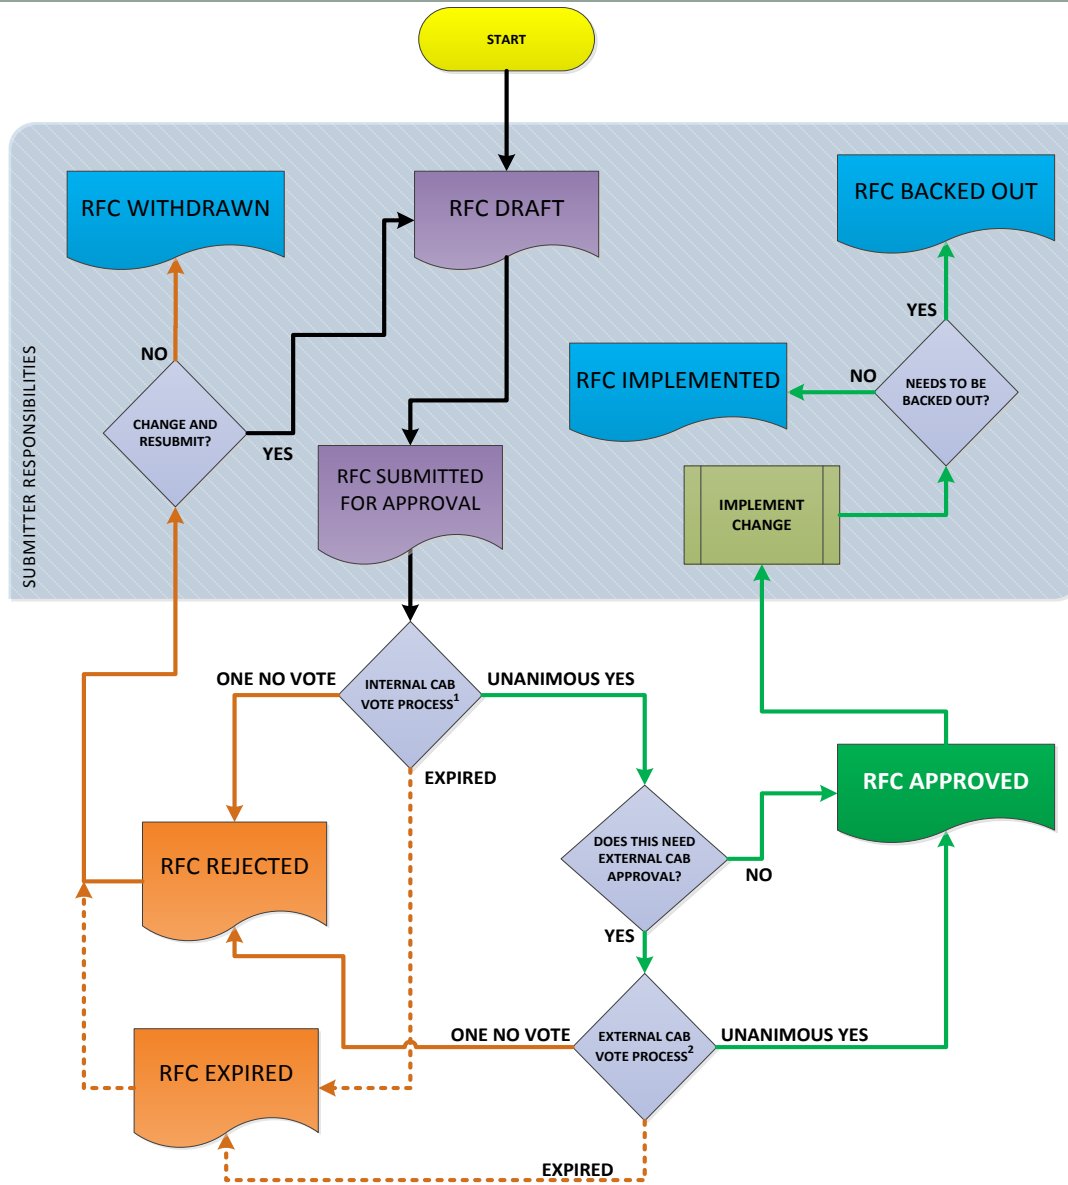 START
RFC WITHDRAWN
RFC DRAFT
RFC BACKED OUT
YES
NO
RFC IMPLEMENTED
NO
NEEDS TO BE
BACKED OUT?
CHANGE AND
RESUBMIT?
YES
RFC SUBMITTED
FOR APPROVAL
IMPLEMENT
CHANGE
SUBMITTER RESPONSIBILITIES
ONE NO VOTE
INTERNAL CAB
VOTE PROCESS1
UNANIMOUS YES
EXPIRED
RFC APPROVED
RFC REJECTED
DOES THIS NEED
EXTERNAL CAB
APPROVAL?
NO
YES
ONE NO VOTE
EXTERNAL CAB
VOTE PROCESS2
UNANIMOUS YES
RFC EXPIRED
EXPIRED